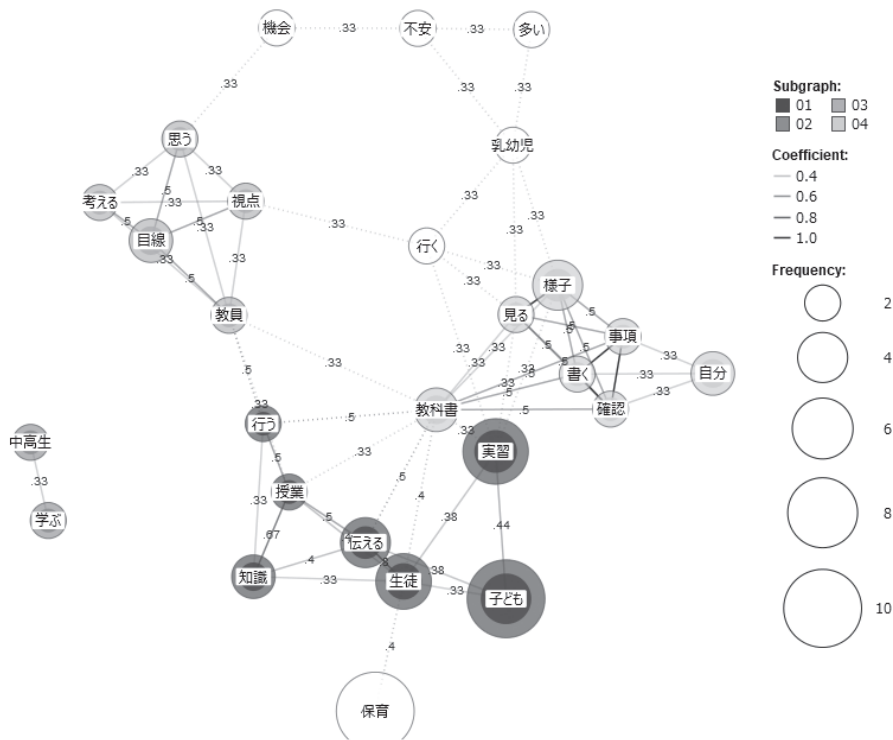 機会
.33
不安
.33
多い
.33
.33
.33
乳幼児
思う
.33
.33
考える
.5
.33
視点
.5
目線
.5
.33
.33
.5
.33
教員
.33
.33
行く
.33
.33
.33
.33
様子
見る
.5
.5
事項
.33
自分
.5
.5
書く
.33
確認
.33
.33
.33
.33
.33
.5
.5
.5
.33
教科書
.5
.33
.5
行う
.33
.33
実習
.5
.33
授業
.5
.4
.38
.44
.67
.5
伝える
.4
.38
知識
.33
生徒
.33
子ども
.4
保育
中高生
.33
学ぶ
Subgraph:
01 03
02 04
Coefficient:
0.4
0.6
0.8
1.0
Frequency:
2
4
6
8
10